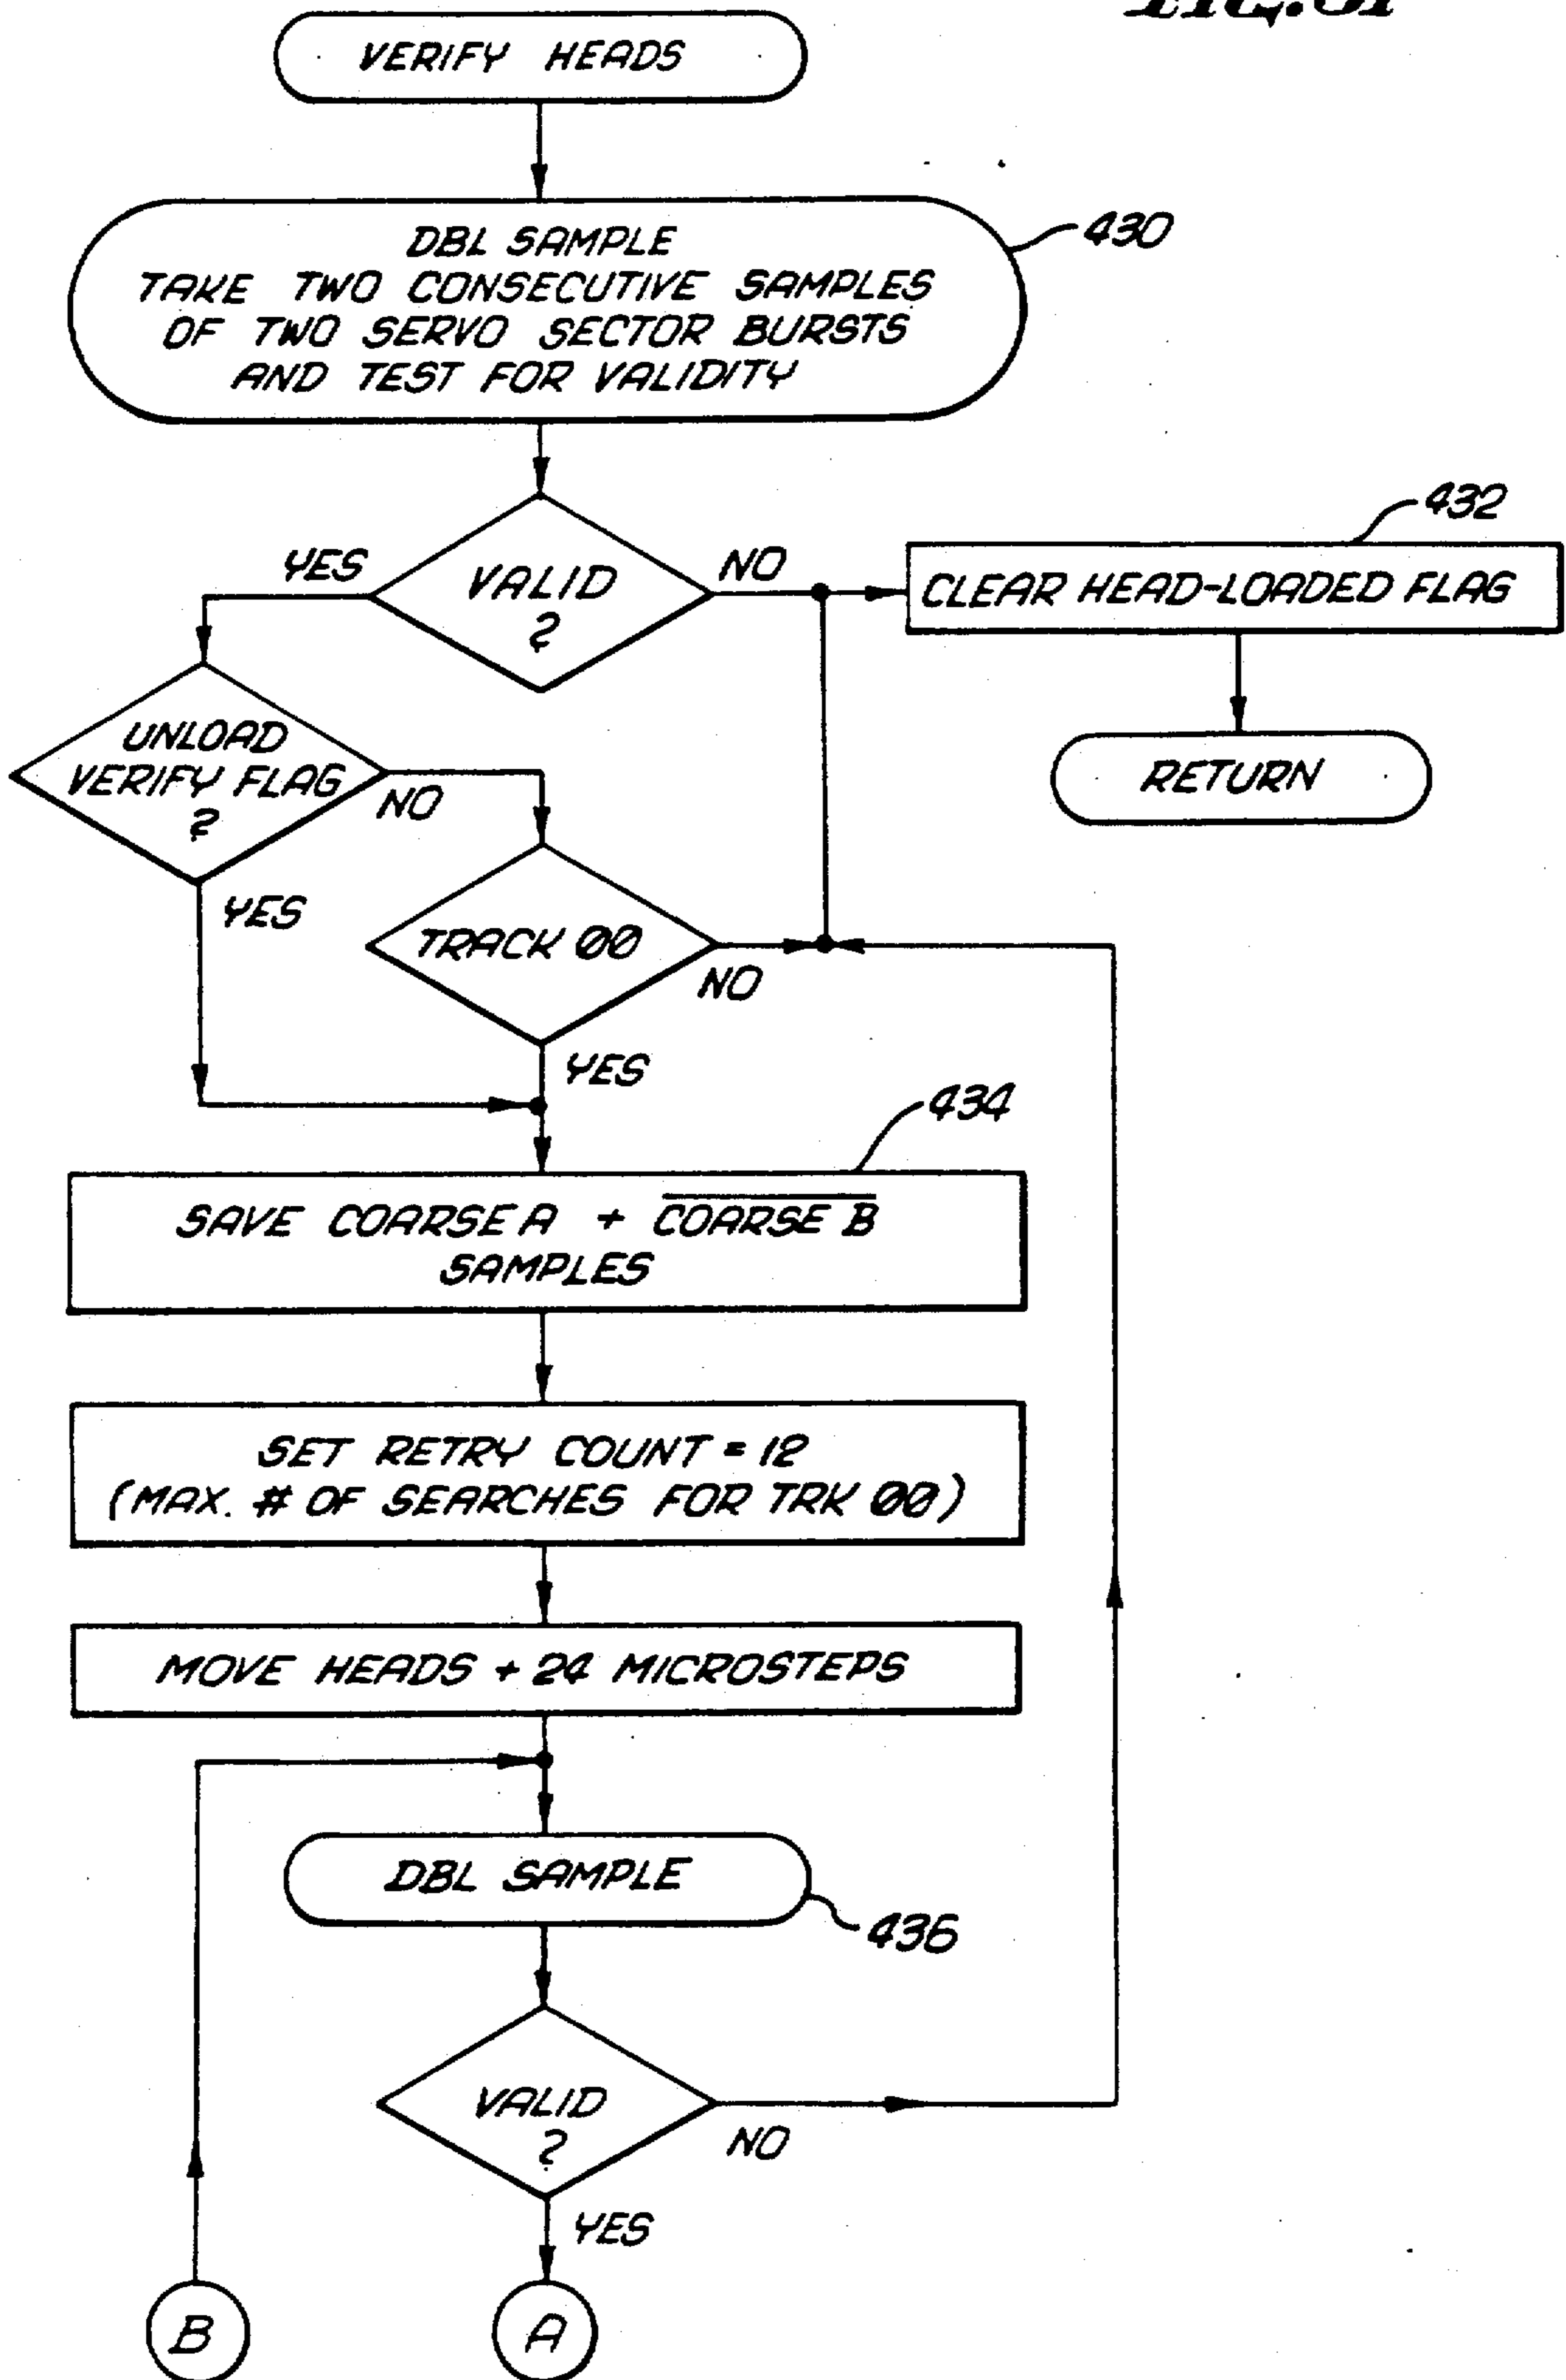 VERIFY HEADS
DBL SAMPLE
TAKE TWO CONSECUTIVE SAMPLES
OF TWO SERVO SECTOR BURSTS
AND TEST FOR VALIDITY
430
432
YES
VALID
?
NO
CLEAR HEAD-LOADED FLAG
UNLOAD
VERIFY FLAG
?
NO
RETURN
YES
TRACK 00
NO
YES
434
SAVE COARSE A + COARSE B
SAMPLES
SET RETRY COUNT = 12
(MAX. # OF SEARCHES FOR TRK 00)
MOVE HEADS + 24 MICROSTEPS
DBL SAMPLE
436
VALID
?
NO
YES
B
A